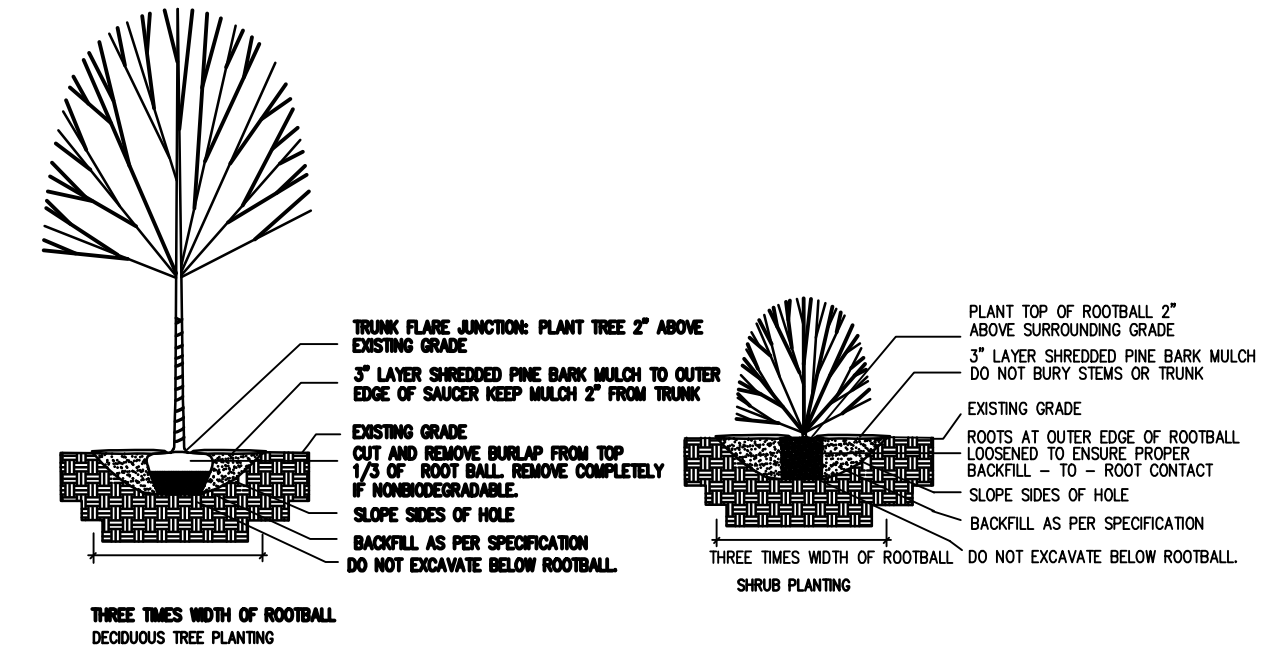 TRUNK FLARE JUNCTION: PLANT TREE 2" ABOVE
EXISTING GRADE
3" LAYER SHREDDED PINE BARK MULCH TO OUTER
EDGE OF SAUCER KEEP MULCH 2" FROM TRUNK
EXISTING GRADE
CUT AND REMOVE BURLAP FROM TOP
1/3 OF ROOT BALL. REMOVE COMPLETELY
IF NONBIODEGRADABLE.
SLOPE SIDES OF HOLE
BACKFILL AS PER SPECIFICATION
DO NOT EXCAVATE BELOW ROOTBALL.
THREE TIMES WIDTH OF ROOTBALL
DECIDUOUS TREE PLANTING
PLANT TOP OF ROOTBALL 2"
ABOVE SURROUNDING GRADE
3" LAYER SHREDDED PINE BARK MULCH
DO NOT BURY STEMS OR TRUNK
EXISTING GRADE
ROOTS AT OUTER EDGE OF ROOTBALL
LOOSENED TO ENSURE PROPER
BACKFILL - TO - ROOT CONTACT
SLOPE SIDES OF HOLE
BACKFILL AS PER SPECIFICATION
DO NOT EXCAVATE BELOW ROOTBALL.
THREE TIMES WIDTH OF ROOTBALL
SHRUB PLANTING